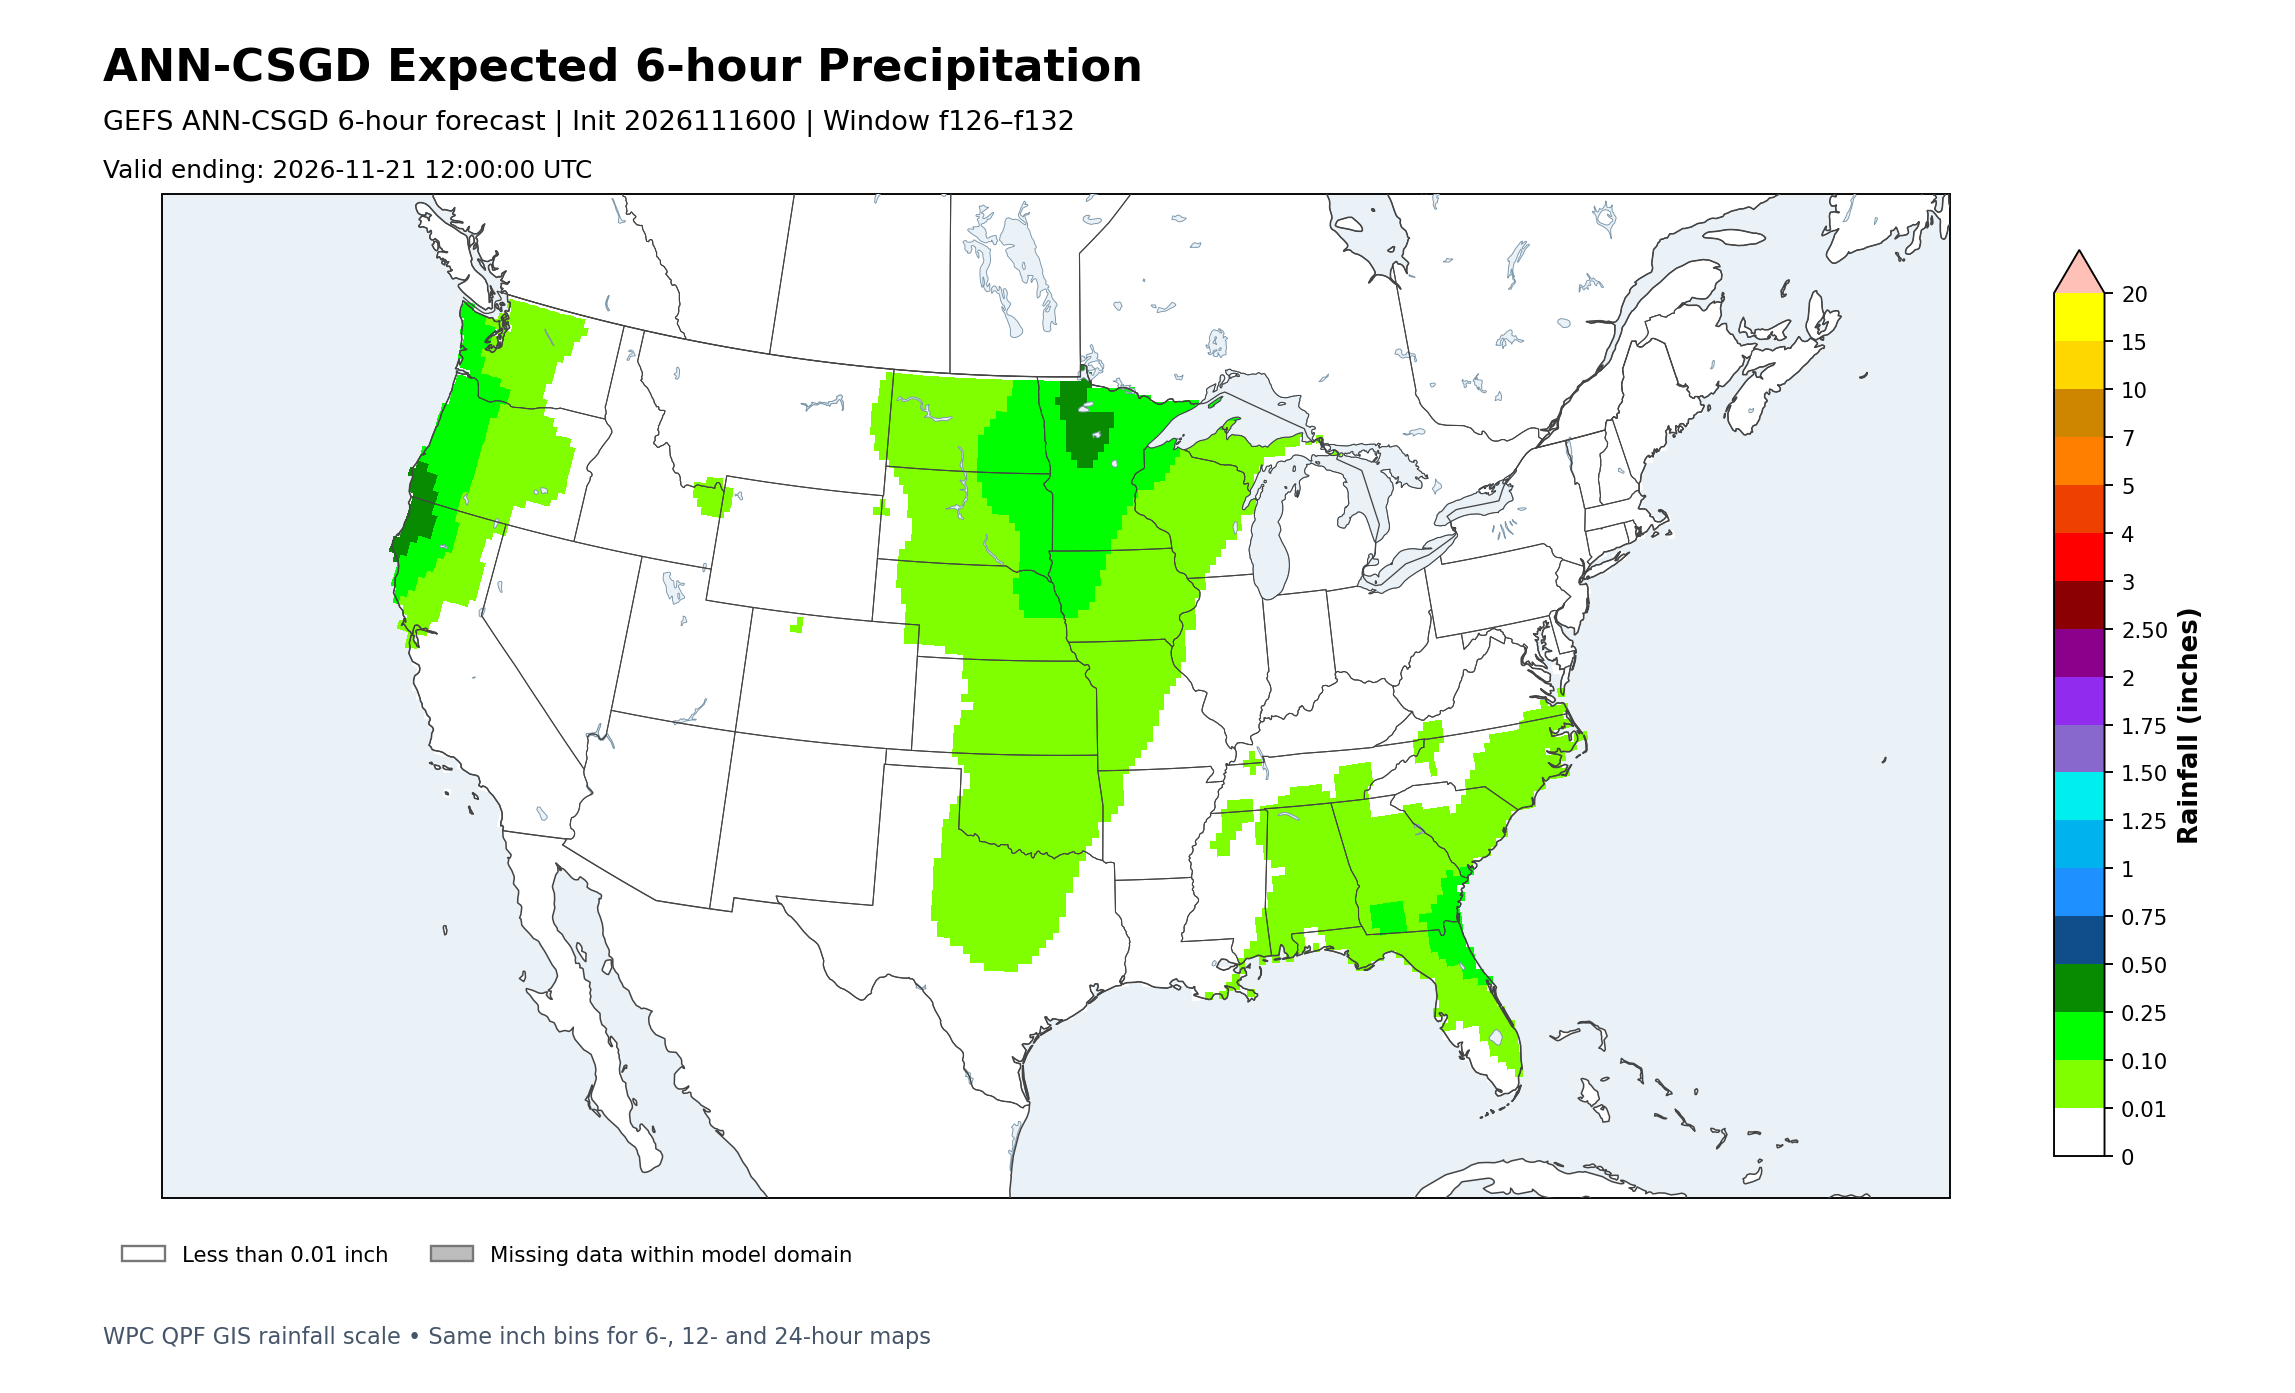 ANN-CSGD Expected 6-hour Precipitation
GEFS ANN-CSGD 6-hour forecast | Init 2026111600 | Window f126–f132
Valid ending: 2026-11-21 12:00:00 UTC
20
15
10
7
5
4
3
2.50
2
1.75
1.50
1.25
1
0.75
0.50
0.25
0.10
0.01
0
Rainfall (inches)
Less than 0.01 inch
Missing data within model domain
WPC QPF GIS rainfall scale • Same inch bins for 6-, 12- and 24-hour maps